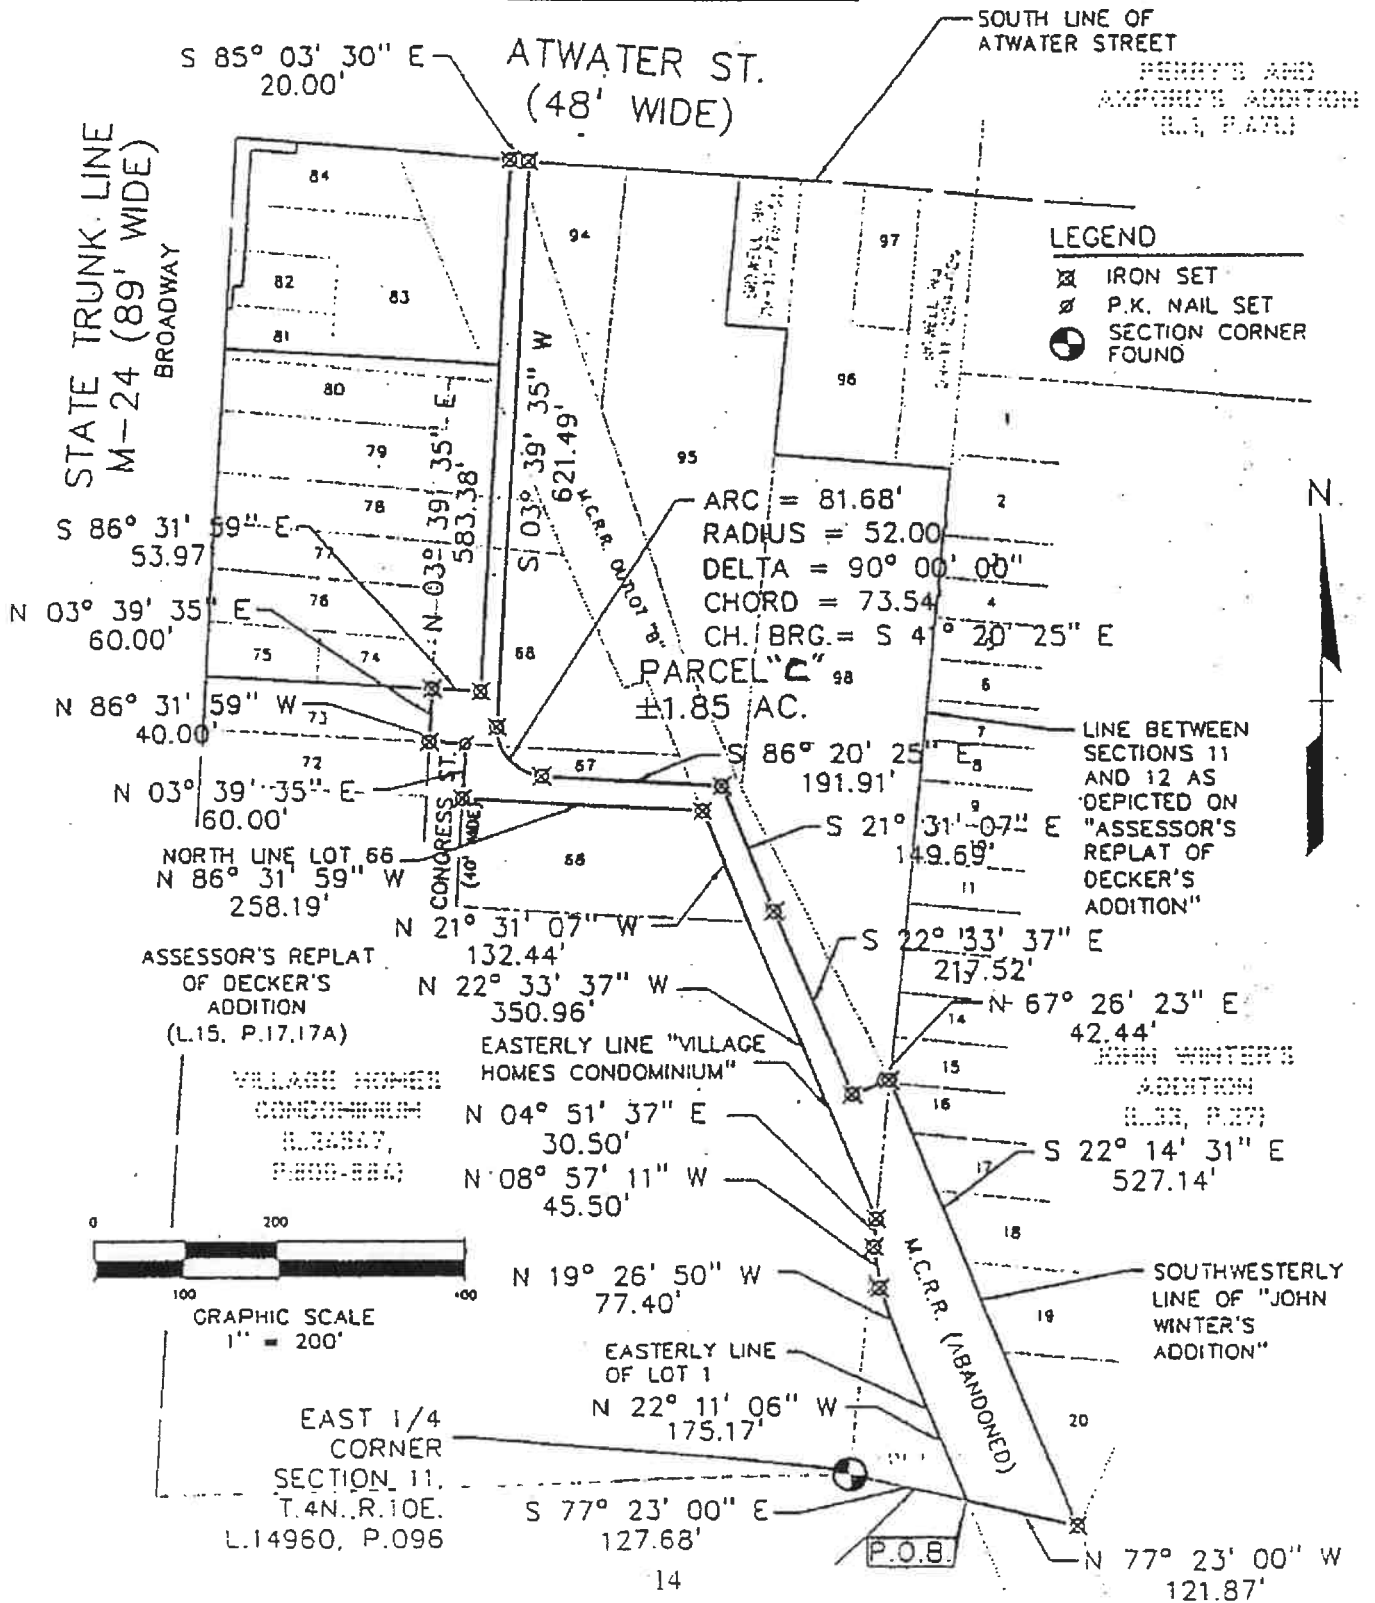 SOUTH LINE OF
ATWATER STREET
S 85° 03' 30" E
20.00'
ATWATER ST.
(48' WIDE)
PERRY'S AND
AXFORD'S ADDITION
STATE TRUNK LINE
M-24 (89' WIDE)
BROADWAY
84
94
97
82
83
81
80
79
78
77
76
75
74
73
72
95
96
68
98
67
66
LEGEND
IRON SET
P.K. NAIL SET
SECTION CORNER
FOUND
N 03° 39' 35" E
583.38'
S 03° 39' 35" W
621.49'
M.C.R.R. OUTLOT "B"
ARC = 81.68'
RADIUS = 52.00
DELTA = 90° 00' 00"
CHORD = 73.54
CH. BRG. = S 41° 20' 25" E
PARCEL "C"
±1.85 AC.
N
S 86° 31' 59" E
53.97
N 03° 39' 35" E
60.00'
N 86° 31' 59" W
40.00'
N 03° 39' 35" E
60.00'
NORTH LINE LOT 66
N 86° 31' 59" W
258.19'
CONGRESS ST.
(40' WIDE)
S 86° 20' 25" E
191.91'
S 21° 31' 07" E
149.69'
LINE BETWEEN
SECTIONS 11
AND 12 AS
DEPICTED ON
"ASSESSOR'S
REPLAT OF
DECKER'S
ADDITION"
1
2
4
6
7
8
9
11
14
15
16
17
18
19
20
N 21° 31' 07" W
132.44'
S 22° 33' 37" E
217.52'
ASSESSOR'S REPLAT
OF DECKER'S
ADDITION
(L.15, P.17,17A)
N 22° 33' 37" W
350.96'
N 67° 26' 23" E
42.44'
EASTERLY LINE "VILLAGE
HOMES CONDOMINIUM"
JOHN WINTER'S
ADDITION
VILLAGE HOMES
CONDOMINIUM
N 04° 51' 37" E
30.50'
N 08° 57' 11" W
45.50'
S 22° 14' 31" E
527.14'
0
200
100
400
GRAPHIC SCALE
1" = 200'
N 19° 26' 50" W
77.40'
M.C.R.R. (ABANDONED)
SOUTHWESTERLY
LINE OF "JOHN
WINTER'S
ADDITION"
EASTERLY LINE
OF LOT 1
N 22° 11' 06" W
175.17'
EAST 1/4
CORNER
SECTION 11,
T.4N., R.10E.
L.14960, P.096
S 77° 23' 00" E
127.68'
P.O.B.
N 77° 23' 00" W
121.87'
14